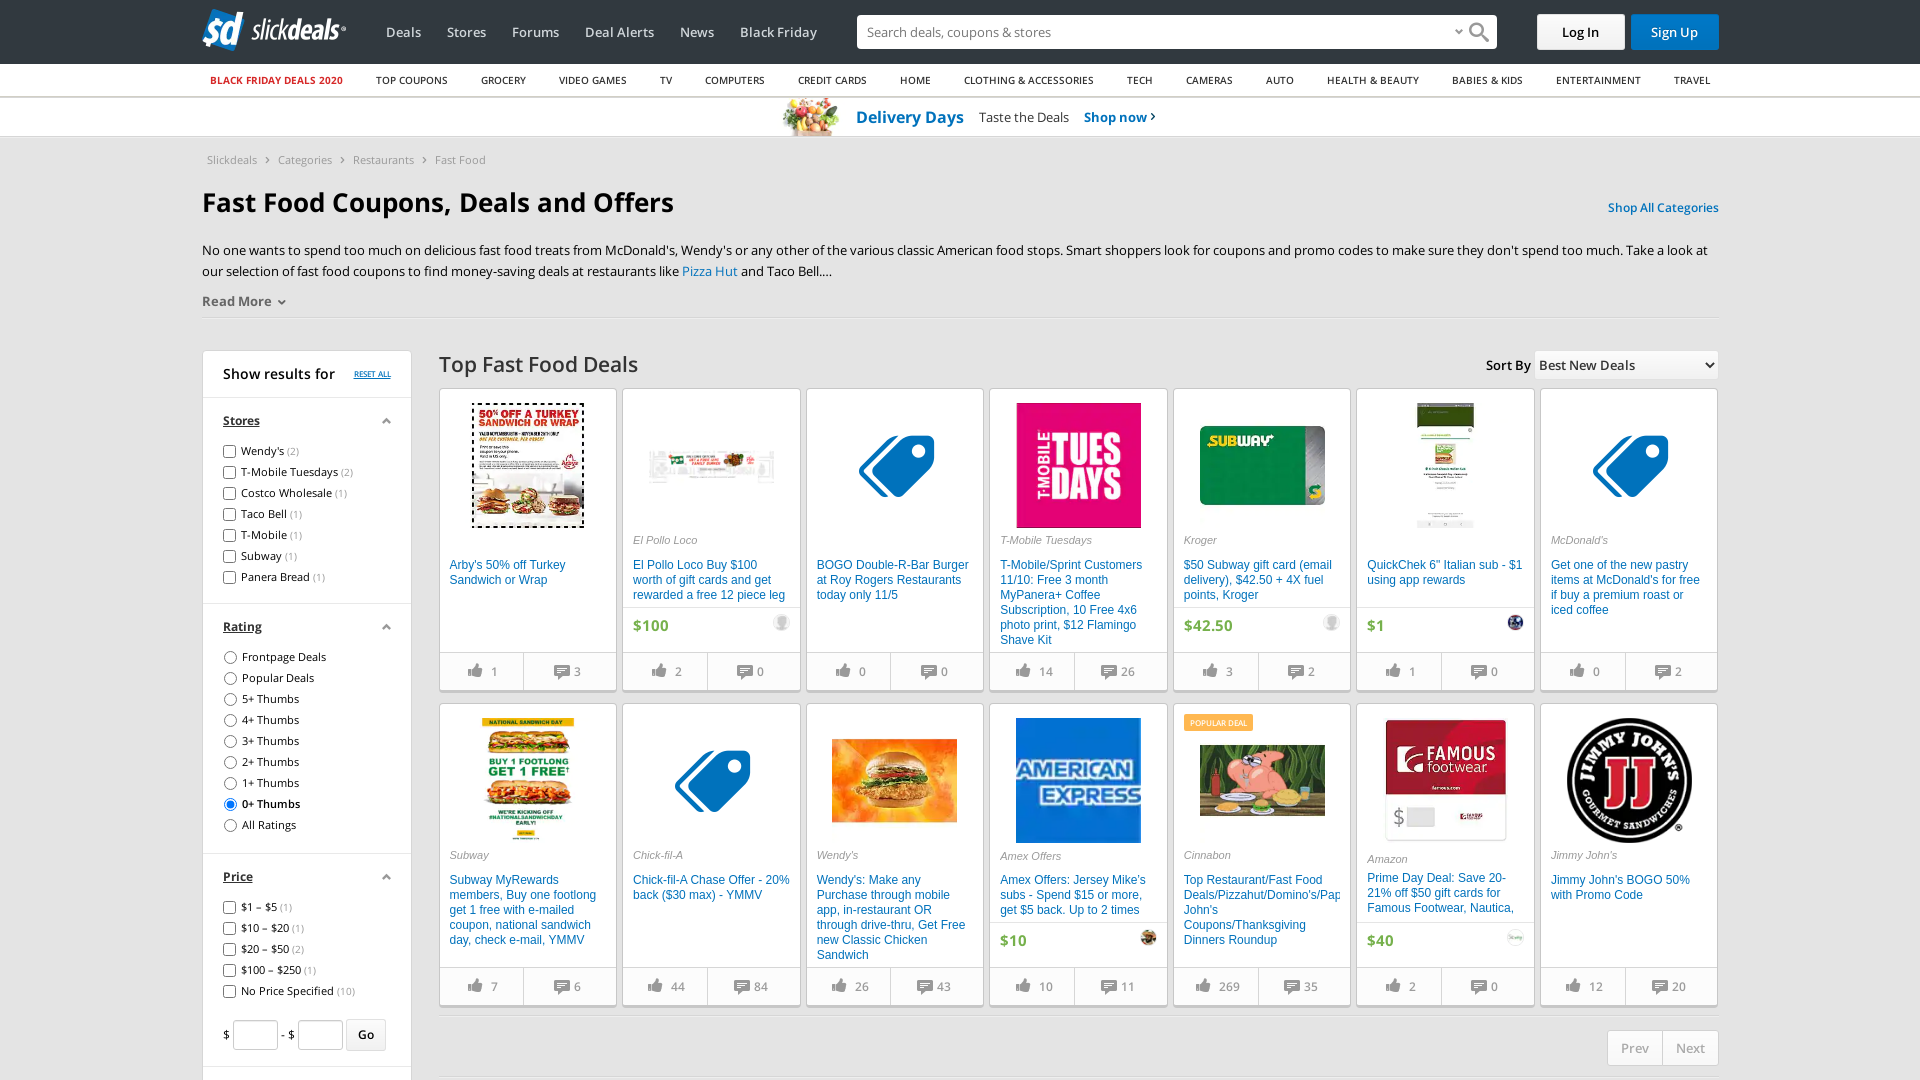 sd slickdeals
Deals
Stores
Forums
Deal Alerts
News
Black Friday
Search deals, coupons & stores
Log In
Sign Up
BLACK FRIDAY DEALS 2020
TOP COUPONS
GROCERY
VIDEO GAMES
TV
COMPUTERS
CREDIT CARDS
HOME
CLOTHING & ACCESSORIES
TECH
CAMERAS
AUTO
HEALTH & BEAUTY
BABIES & KIDS
ENTERTAINMENT
TRAVEL
Delivery Days
Taste the Deals
Shop now
Slickdeals
Categories
Restaurants
Fast Food
Fast Food Coupons, Deals and Offers
Shop All Categories
No one wants to spend too much on delicious fast food treats from McDonald's, Wendy's or any other of the various classic American food stops. Smart shoppers look for coupons and promo codes to make sure they don't spend too much. Take a look at
our selection of fast food coupons to find money-saving deals at restaurants like Pizza Hut and Taco Bell....
Read More
Show results for
RESET ALL
Stores
Wendy's (2)
T-Mobile Tuesdays (2)
Costco Wholesale (1)
Taco Bell (1)
T-Mobile (1)
Subway (1)
Panera Bread (1)
Rating
Frontpage Deals
Popular Deals
5+ Thumbs
4+ Thumbs
3+ Thumbs
2+ Thumbs
1+ Thumbs
0+ Thumbs
All Ratings
Price
$1 – $5 (1)
$10 – $20 (1)
$20 – $50 (2)
$100 – $250 (1)
No Price Specified (10)
$ - $ Go
Top Fast Food Deals
Sort By Best New Deals
50% OFF A TURKEY
SANDWICH OR WRAP
Arby's 50% off Turkey
Sandwich or Wrap
1
3
El Pollo Loco
El Pollo Loco Buy $100
worth of gift cards and get
rewarded a free 12 piece leg
$100
2
0
BOGO Double-R-Bar Burger
at Roy Rogers Restaurants
today only 11/5
0
0
T-MOBILE
TUES
DAYS
T-Mobile Tuesdays
T-Mobile/Sprint Customers
11/10: Free 3 month
MyPanera+ Coffee
Subscription, 10 Free 4x6
photo print, $12 Flamingo
Shave Kit
14
26
SUBWAY
Kroger
$50 Subway gift card (email
delivery), $42.50 + 4X fuel
points, Kroger
$42.50
3
2
QuickChek 6" Italian sub - $1
using app rewards
$1
1
0
McDonald's
Get one of the new pastry
items at McDonald's for free
if buy a premium roast or
iced coffee
0
2
NATIONAL SANDWICH DAY
BUY 1 FOOTLONG
GET 1 FREE
WE'RE KICKING OFF
#NATIONALSANDWICHDAY
EARLY!
Subway
Subway MyRewards
members, Buy one footlong
get 1 free with e-mailed
coupon, national sandwich
day, check e-mail, YMMV
7
6
Chick-fil-A
Chick-fil-A Chase Offer - 20%
back ($30 max) - YMMV
44
84
Wendy's
Wendy's: Make any
Purchase through mobile
app, in-restaurant OR
through drive-thru, Get Free
new Classic Chicken
Sandwich
26
43
AMERICAN
EXPRESS
Amex Offers
Amex Offers: Jersey Mike's
subs - Spend $15 or more,
get $5 back. Up to 2 times
$10
10
11
POPULAR DEAL
Cinnabon
Top Restaurant/Fast Food
Deals/Pizzahut/Domino's/Pap
John's
Coupons/Thanksgiving
Dinners Roundup
269
35
FAMOUS
footwear.
famous.com
$
Amazon
Prime Day Deal: Save 20-
21% off $50 gift cards for
Famous Footwear, Nautica,
$40
2
0
JIMMY JOHN'S
JJ
GOURMET SANDWICHES
®
Jimmy John's
Jimmy John's BOGO 50%
with Promo Code
12
20
Prev
Next